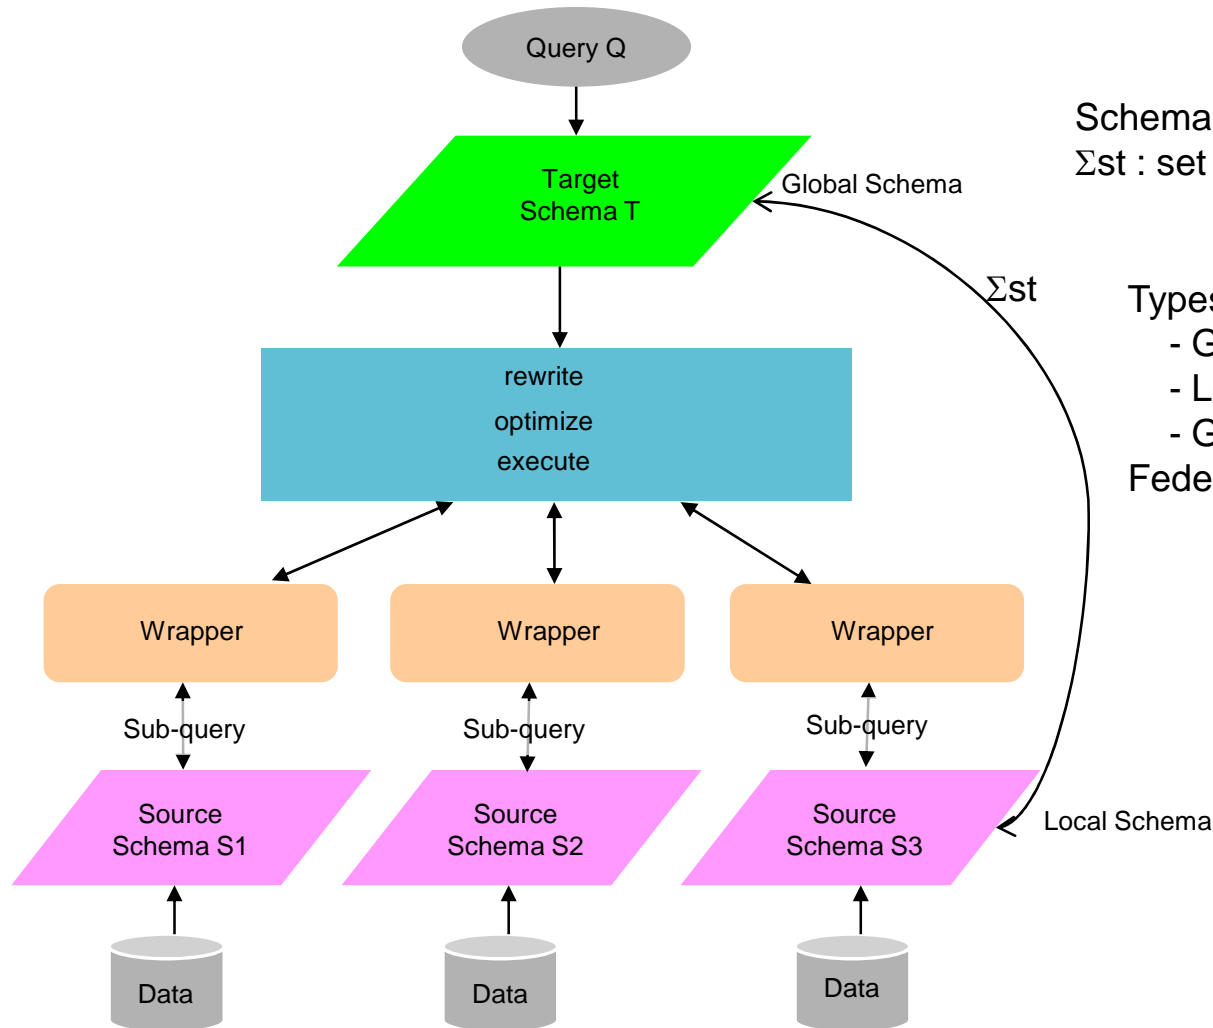 Query Q
Schema
Σst : set
Target
Schema T
Global Schema
Σst
Types
- G
- L
- G
Fede
rewrite
optimize
execute
Wrapper
Wrapper
Wrapper
Sub-query
Sub-query
Sub-query
Source
Schema S1
Source
Schema S2
Source
Schema S3
Local Schema
Data
Data
Data